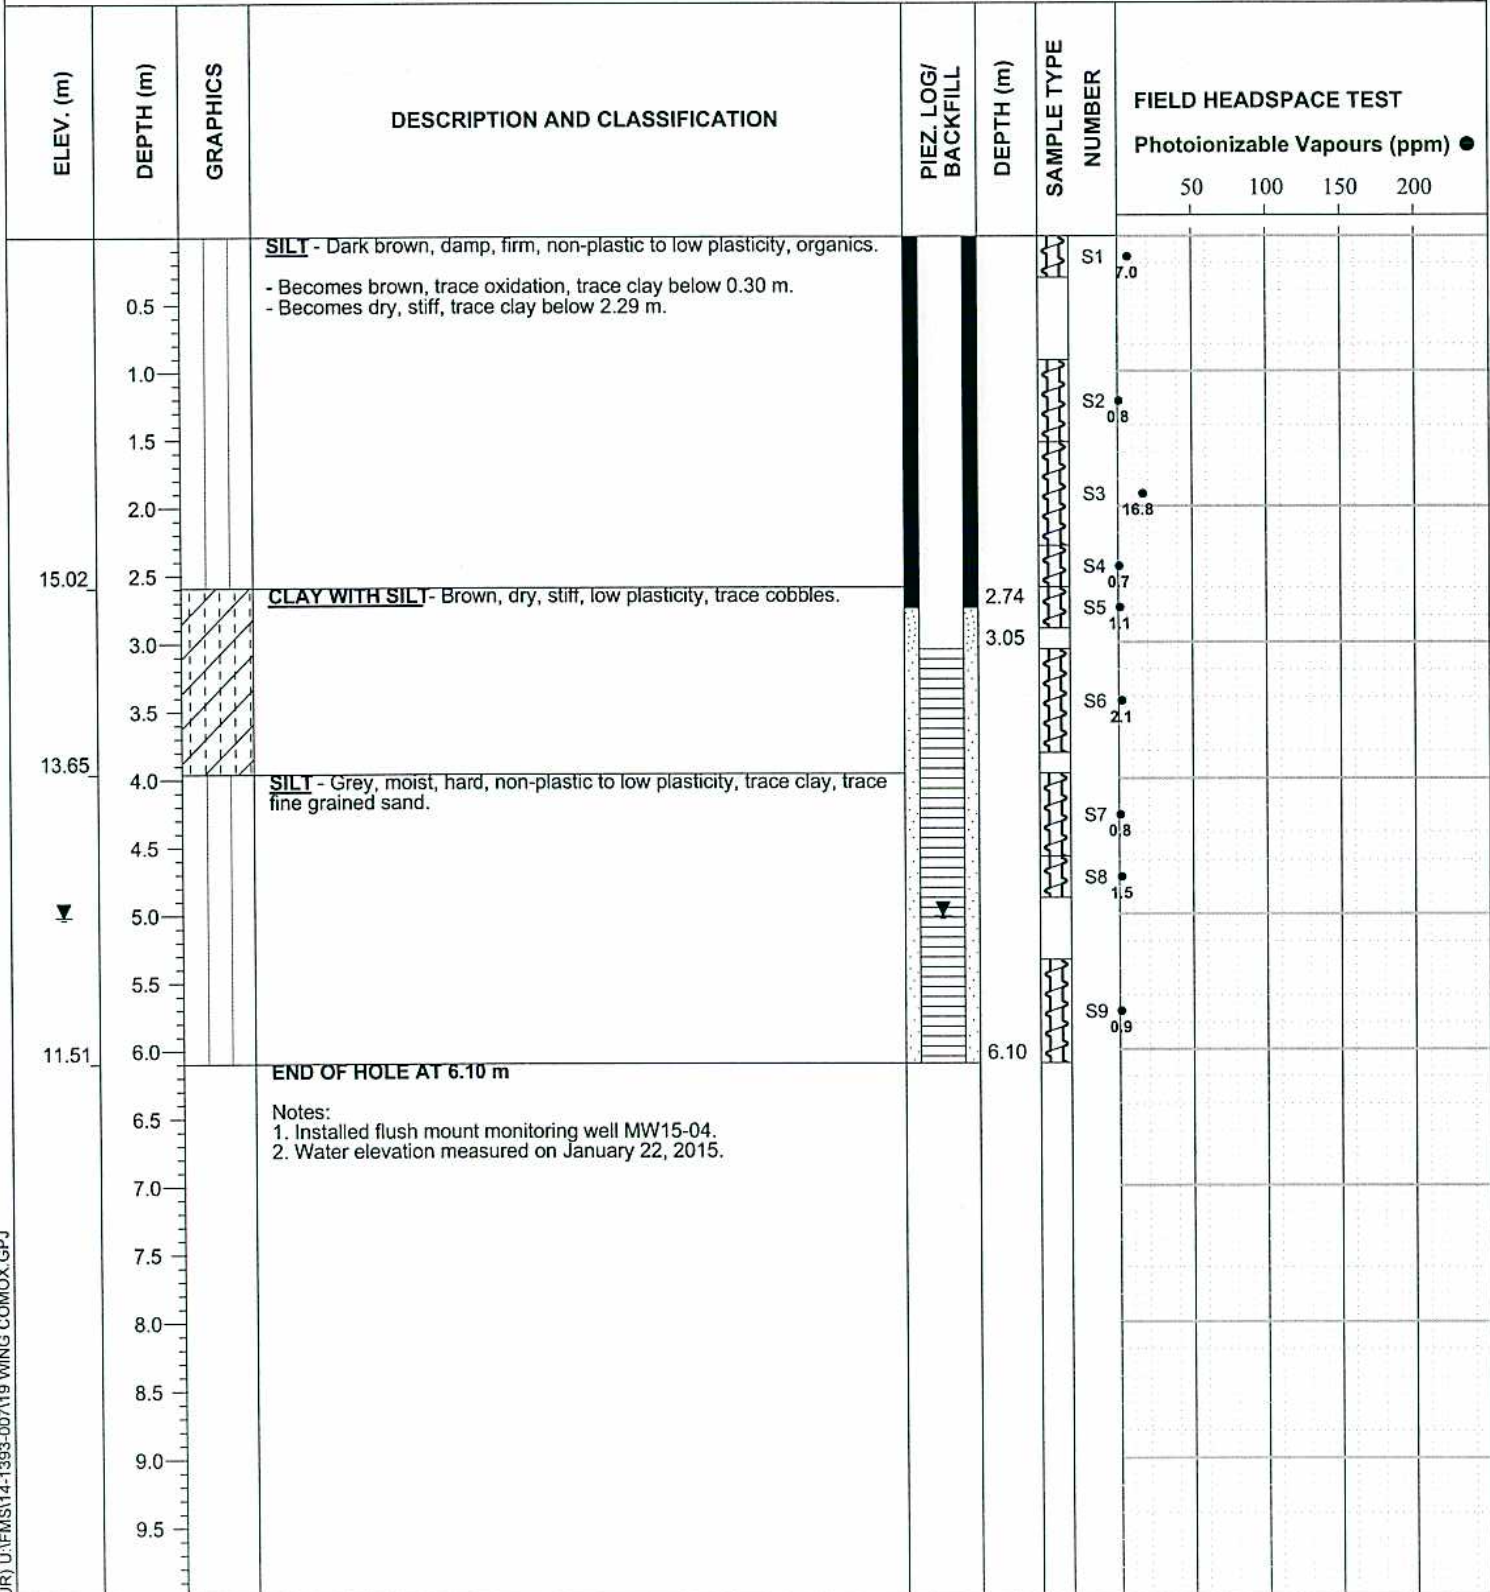 ELEV. (m)
DEPTH (m)
GRAPHICS
DESCRIPTION AND CLASSIFICATION
PIEZ. LOG/
BACKFILL
DEPTH (m)
SAMPLE TYPE
NUMBER
FIELD HEADSPACE TEST
Photoionizable Vapours (ppm) ●
50 100 150 200
SILT - Dark brown, damp, firm, non-plastic to low plasticity, organics.
S1
7.0
- Becomes brown, trace oxidation, trace clay below 0.30 m.
0.5
- Becomes dry, stiff, trace clay below 2.29 m.
1.0
S2
0.8
1.5
S3
2.0
16.8
S4
15.02
2.5
0.7
CLAY WITH SILT- Brown, dry, stiff, low plasticity, trace cobbles.
2.74
S5
1.1
3.0
3.05
S6
3.5
2.1
13.65
4.0
SILT - Grey, moist, hard, non-plastic to low plasticity, trace clay, trace
fine grained sand.
S7
0.8
4.5
S8
1.5
5.0
5.5
S9
0.9
11.51
6.0
6.10
END OF HOLE AT 6.10 m
Notes:
6.5
1. Installed flush mount monitoring well MW15-04.
2. Water elevation measured on January 22, 2015.
7.0
7.5
8.0
8.5
9.0
9.5
U:\FMS\14-1393-007\19 WING COMOX.GPJ